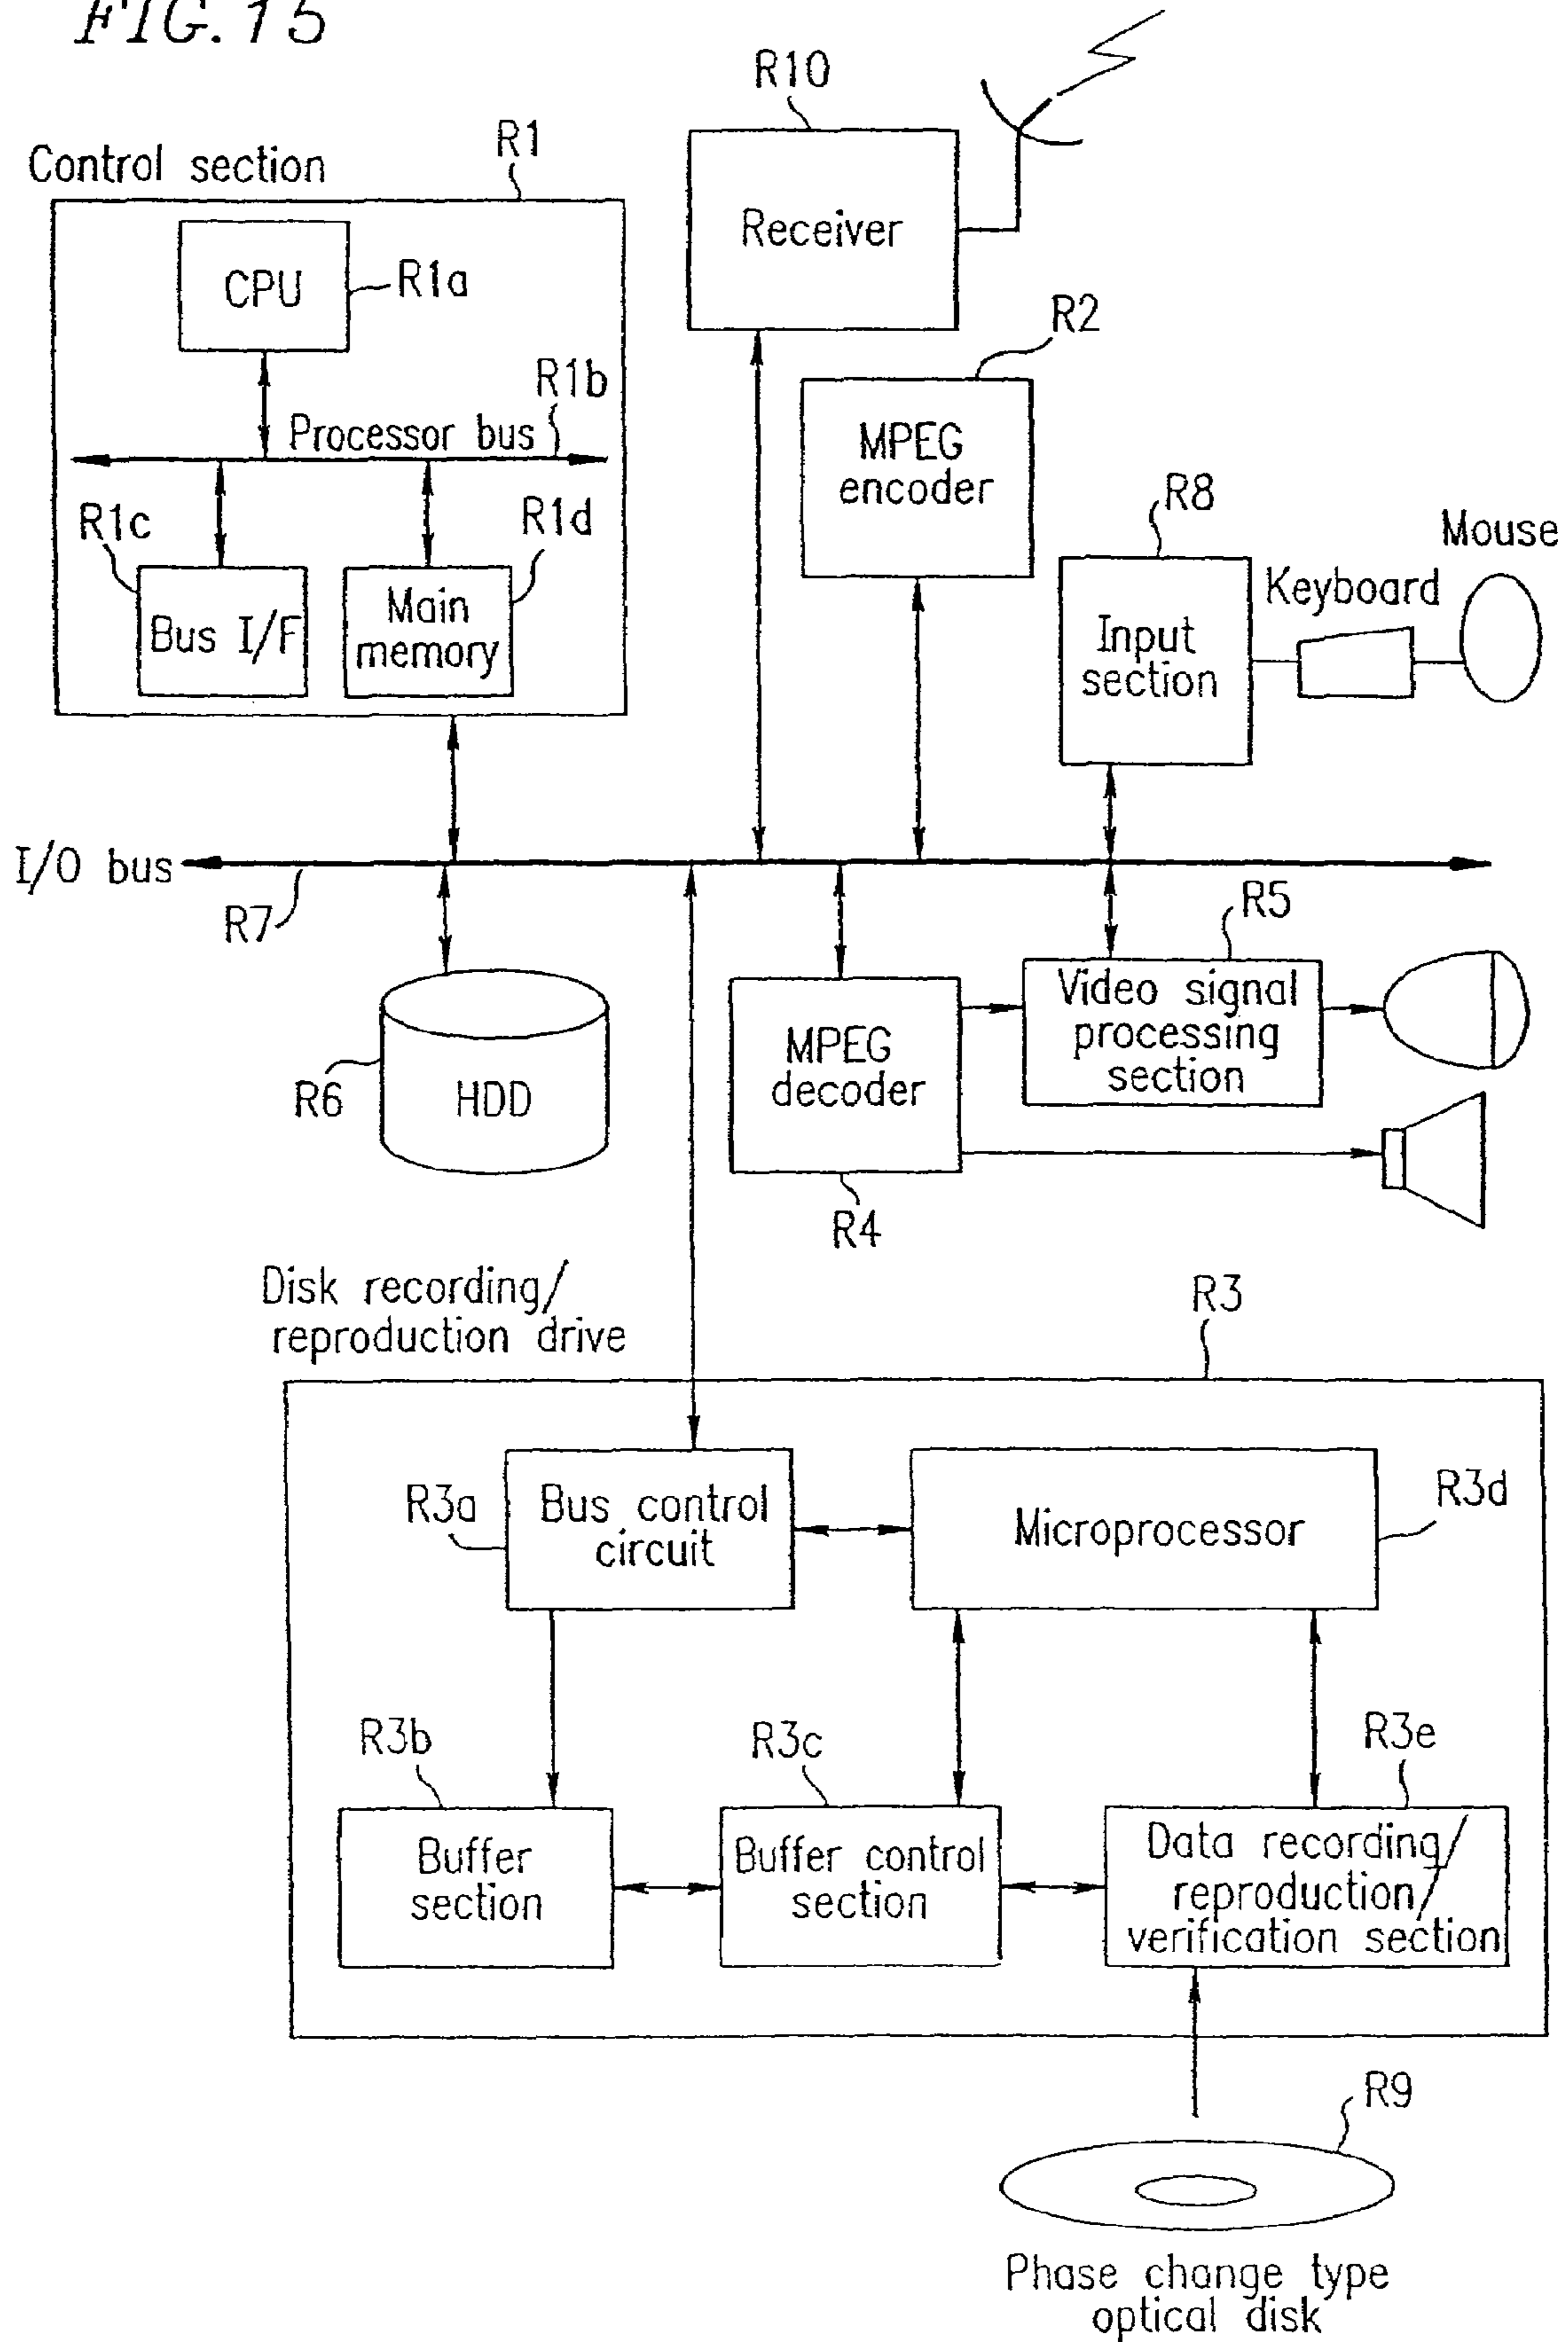 FIG. 15
R10
R1
Control section
Receiver
CPU
R1a
R2
R1b
Processor bus
MPEG
encoder
R8
Mouse
R1c
R1d
Keyboard
Bus I/F
Main
memory
Input
section
I/O bus
R7
R5
Video signal
processing
section
MPEG
decoder
R6
HDD
R4
Disk recording/
reproduction drive
R3
R3a
Bus control
circuit
Microprocessor
R3d
R3b
R3c
R3e
Buffer
section
Buffer control
section
Data recording/
reproduction/
verification section
R9
Phase change type
optical disk